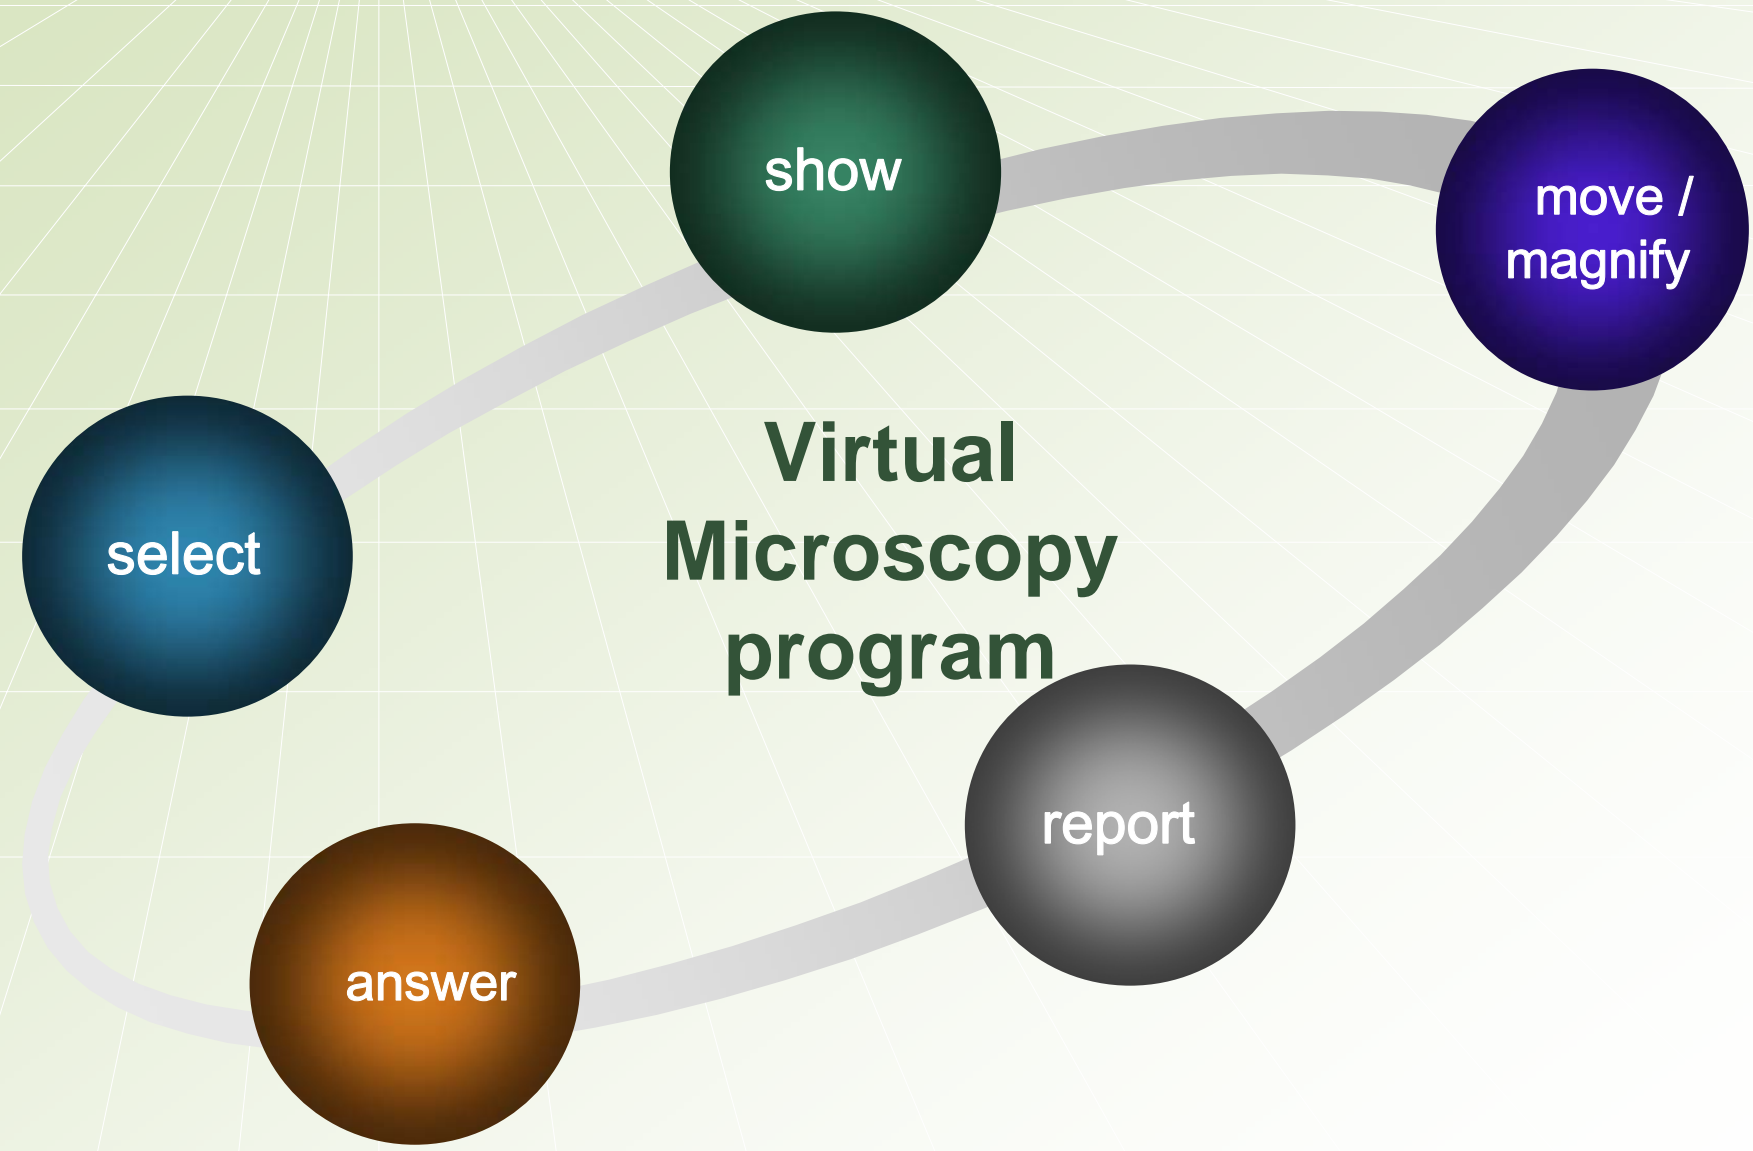 show
move /
magnify
Virtual
Microscopy
program
select
report
answer